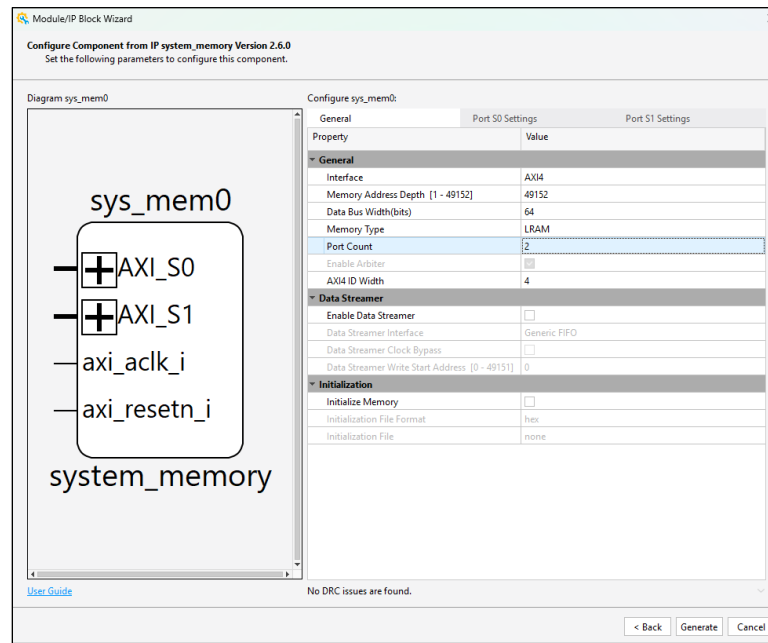 Module/IP Block Wizard
Configure Component from IP system_memory Version 2.6.0
Set the following parameters to configure this component.
Diagram sys_mem0
Configure sys_mem0:
General Port S0 Settings Port S1 Settings
Property Value
General
Interface AXI4
Memory Address Depth [1 - 49152] 49152
Data Bus Width(bits) 64
Memory Type LRAM
Port Count 2
Enable Arbiter
AXI4 ID Width 4
Data Streamer
Enable Data Streamer
Data Streamer Interface Generic FIFO
Data Streamer Clock Bypass
Data Streamer Write Start Address [0 - 49151] 0
Initialization
Initialize Memory
Initialization File Format hex
Initialization File none
sys_mem0
AXI_S0
AXI_S1
axi_aclk_i
axi_resetn_i
system_memory
User Guide
No DRC issues are found.
< Back Generate Cancel